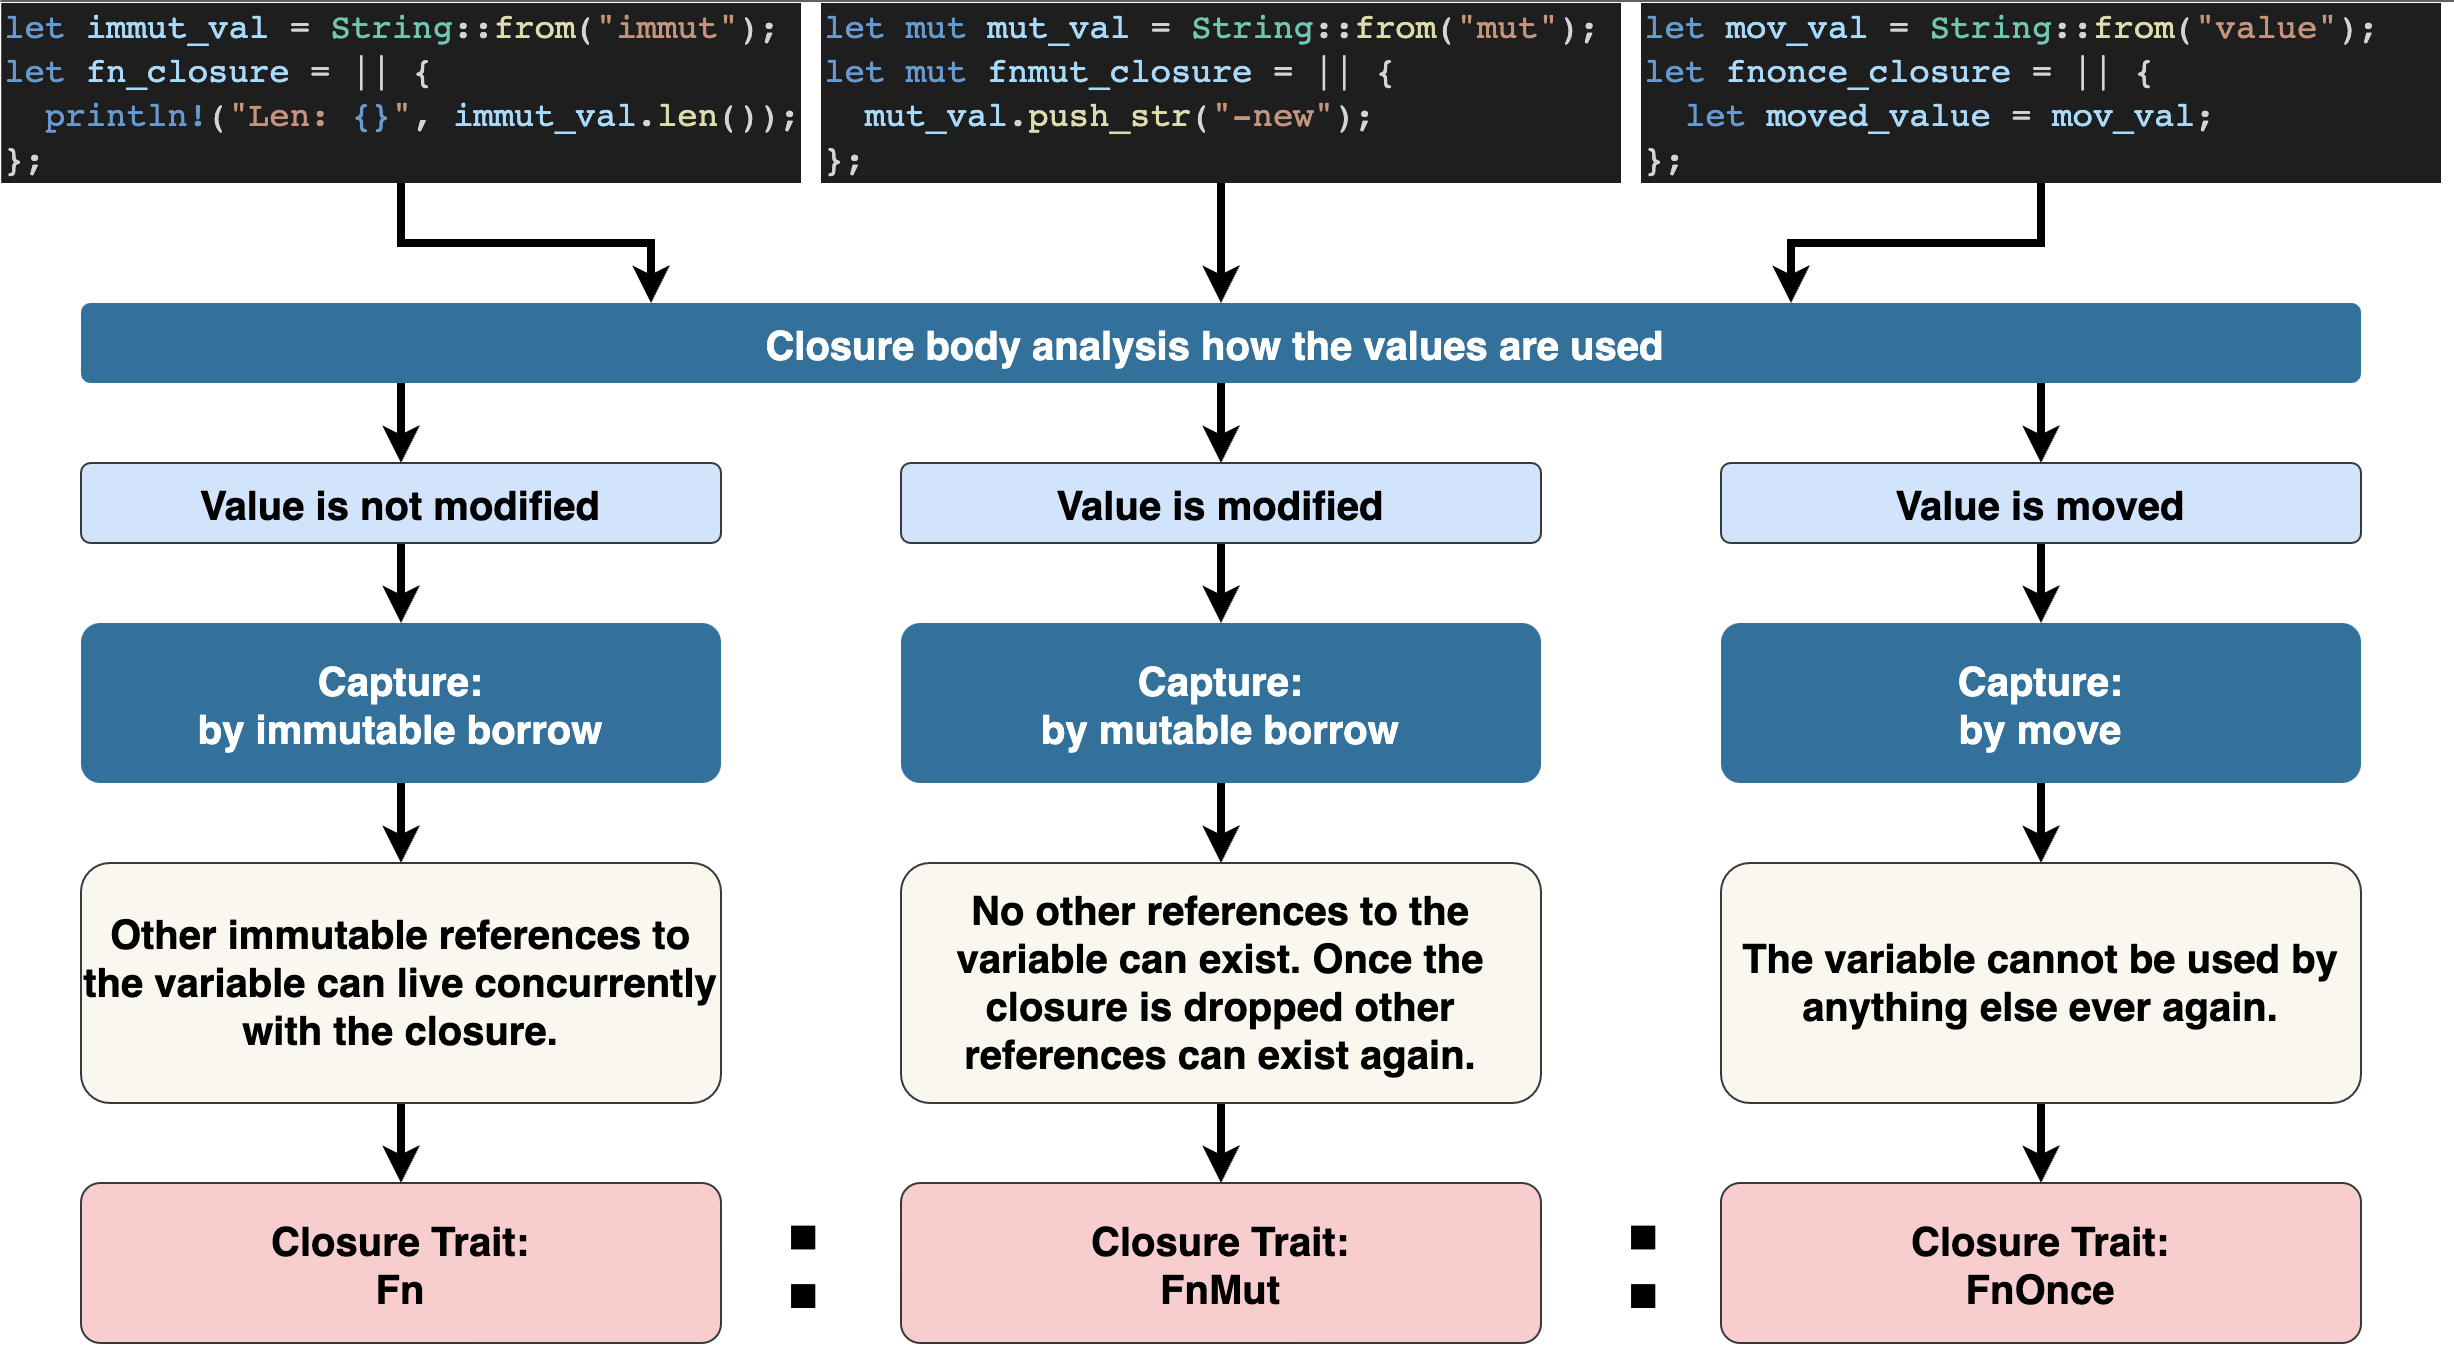 let immut_val = String::from("immut");
let fn_closure = || {
  println!("Len: {}", immut_val.len());
};
let mut mut_val = String::from("mut");
let mut fnmut_closure = || {
  mut_val.push_str("-new");
};
let mov_val = String::from("value");
let fnonce_closure = || {
  let moved_value = mov_val;
};
Closure body analysis how the values are used
Value is not modified
Value is modified
Value is moved
Capture:
by immutable borrow
Capture:
by mutable borrow
Capture:
by move
Other immutable references to
the variable can live concurrently
with the closure.
No other references to the
variable can exist. Once the
closure is dropped other
references can exist again.
The variable cannot be used by
anything else ever again.
Closure Trait:
Fn
:
Closure Trait:
FnMut
:
Closure Trait:
FnOnce